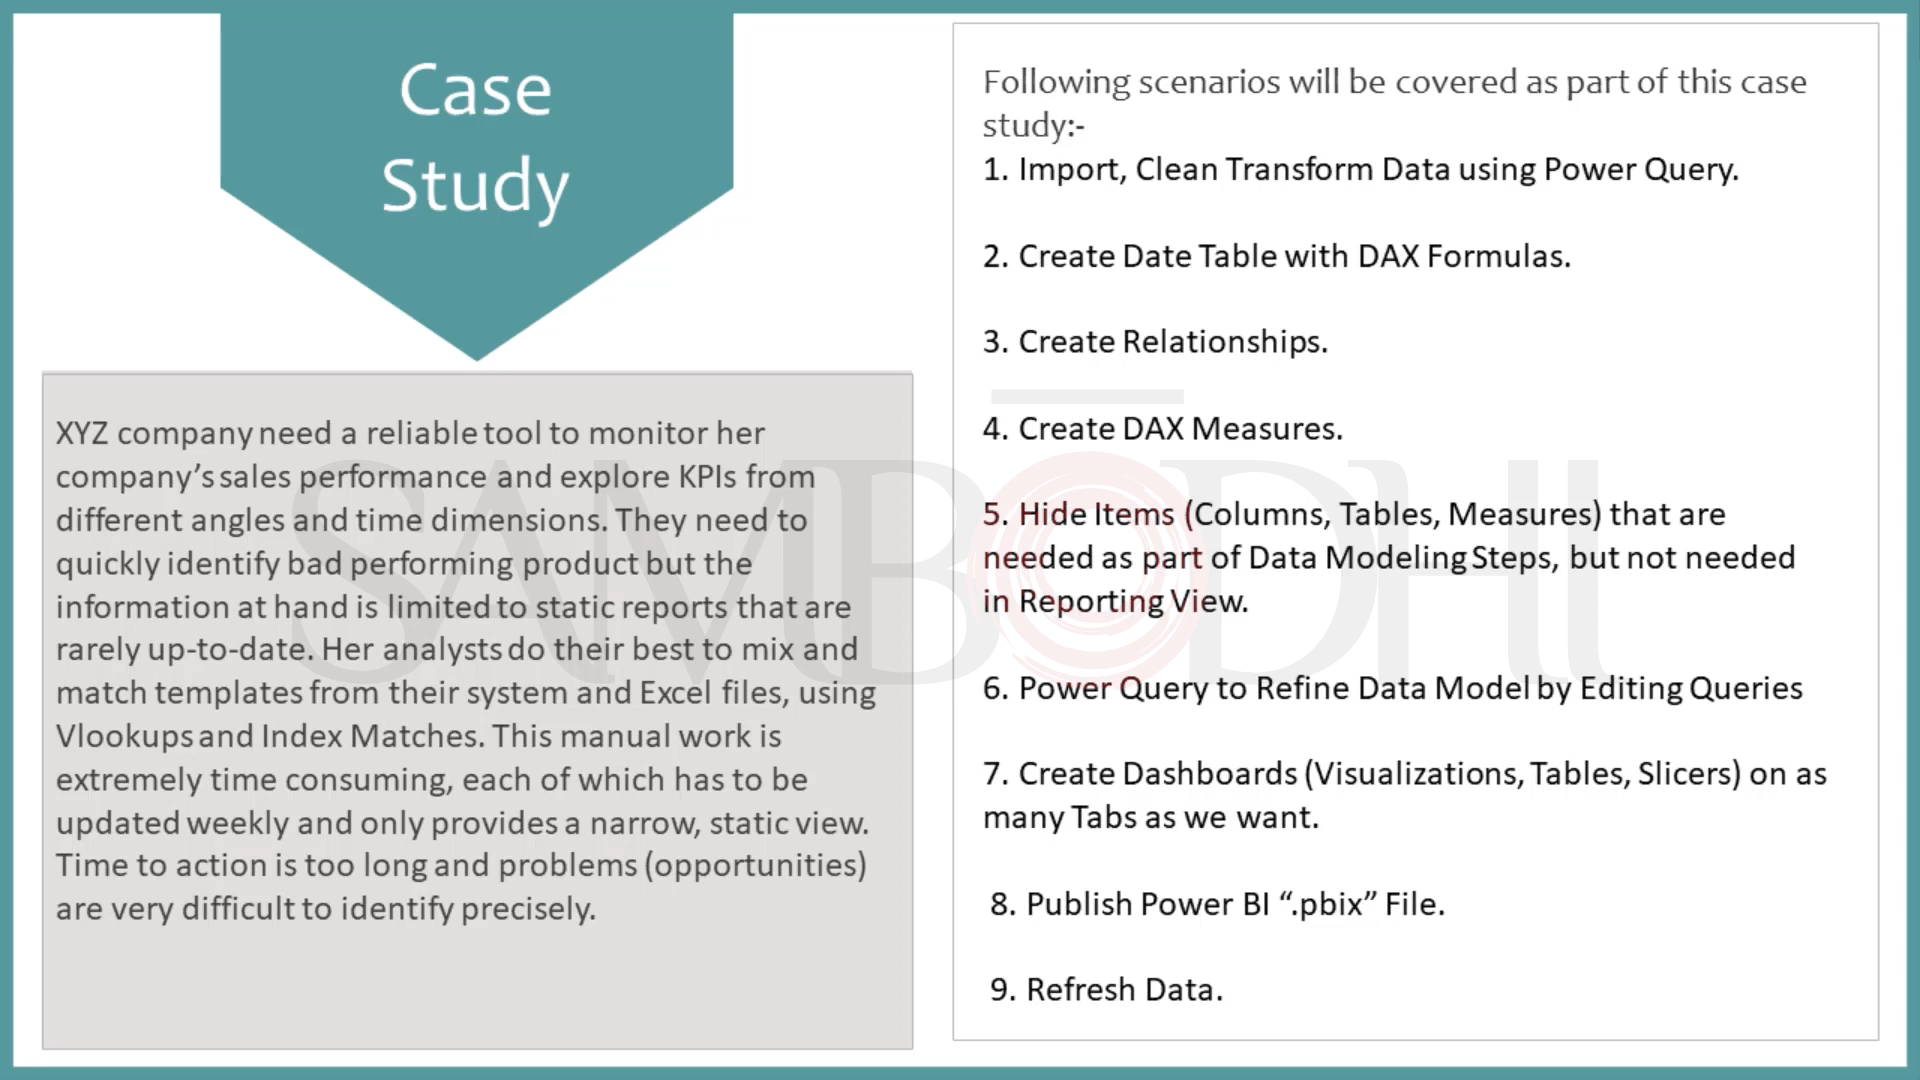 Case
Study
XYZ company need a reliable tool to monitor her
company’s sales performance and explore KPIs from
different angles and time dimensions. They need to
quickly identify bad performing product but the
information at hand is limited to static reports that are
rarely up-to-date. Her analysts do their best to mix and
match templates from their system and Excel files, using
Vlookups and Index Matches. This manual work is
extremely time consuming, each of which has to be
updated weekly and only provides a narrow, static view.
Time to action is too long and problems (opportunities)
are very difficult to identify precisely.
Following scenarios will be covered as part of this case
study:-
1. Import, Clean Transform Data using Power Query.
2. Create Date Table with DAX Formulas.
3. Create Relationships.
4. Create DAX Measures.
5. Hide Items (Columns, Tables, Measures) that are
needed as part of Data Modeling Steps, but not needed
in Reporting View.
6. Power Query to Refine Data Model by Editing Queries
7. Create Dashboards (Visualizations, Tables, Slicers) on as
many Tabs as we want.
8. Publish Power BI “.pbix” File.
9. Refresh Data.
SAMBODHI